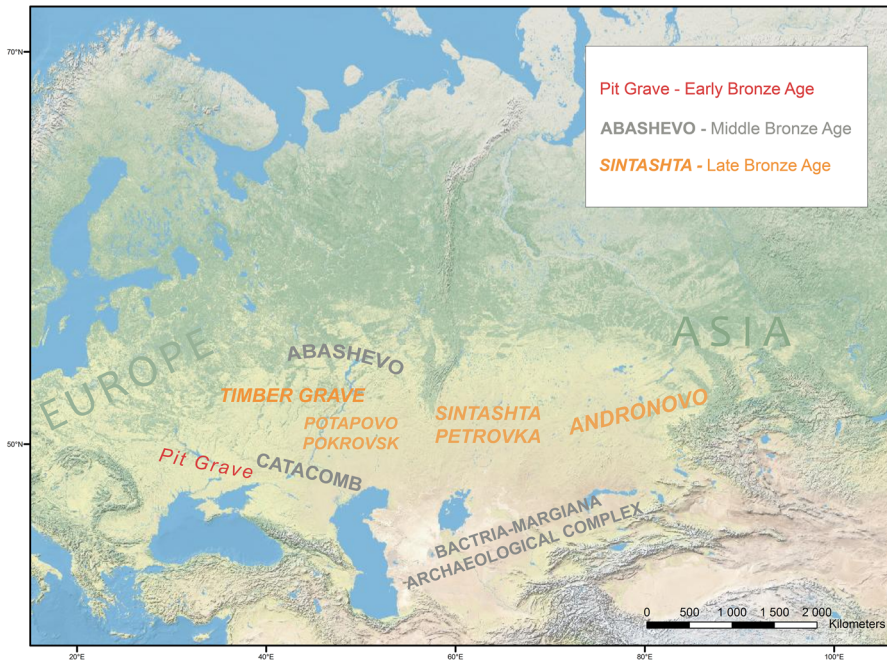 70°N
Pit Grave - Early Bronze Age
ABASHEVO - Middle Bronze Age
SINTASHTA - Late Bronze Age
ASIA
EUROPE
ABASHEVO
TIMBER GRAVE
POTAPOVO
POKROVSK
SINTASHTA
PETROVKA
ANDRONOVO
50°N
Pit Grave
CATACOMB
BACTRIA-MARGIANA
ARCHAEOLOGICAL COMPLEX
0 500 1 000 1 500 2 000
Kilometers
20°E 40°E 60°E 80°E 100°E